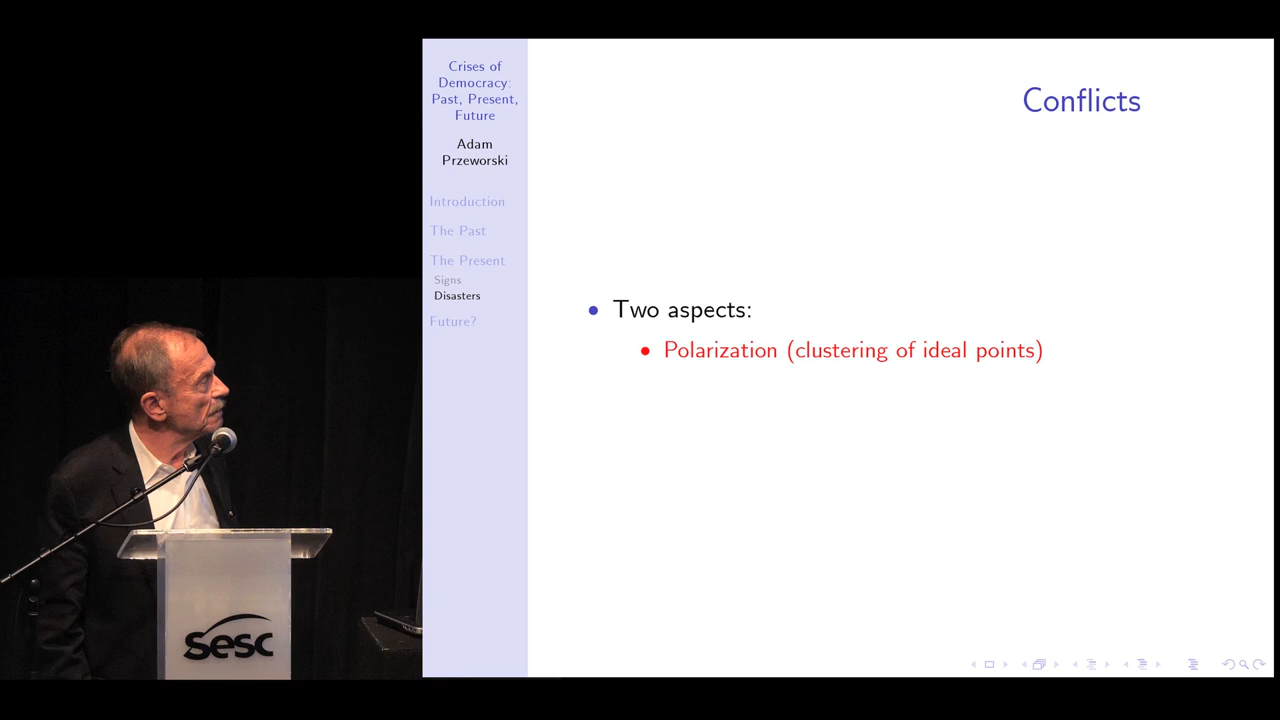 Crises of
Democracy:
Past, Present,
Future
Adam
Przeworski
Introduction
The Past
The Present
Signs
Disasters
Future?
Conflicts
Two aspects:
Polarization (clustering of ideal points)
sesc